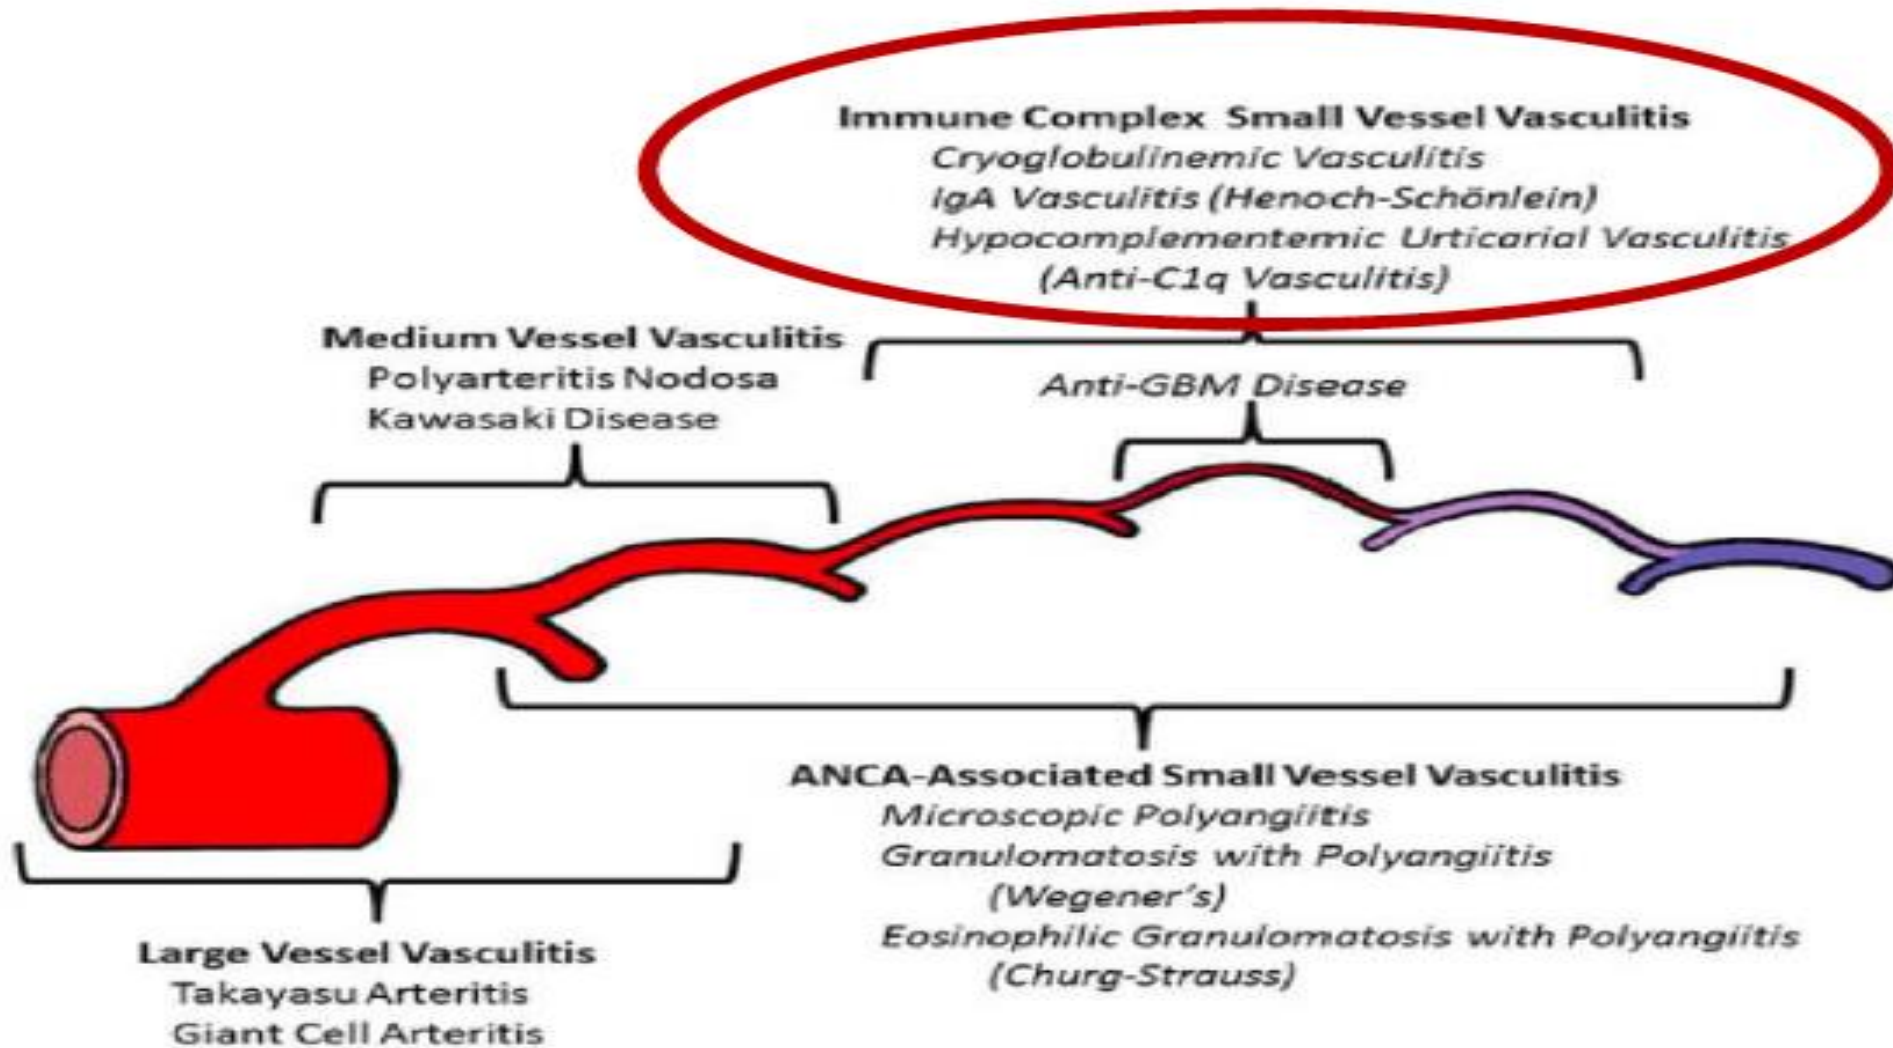 Immune Complex Small Vessel Vasculitis
Cryoglobulinemic Vasculitis
IgA Vasculitis (Henoch-Schönlein)
Hypocomplementemic Urticarial Vasculitis
(Anti-C1q Vasculitis)
Medium Vessel Vasculitis
Polyarteritis Nodosa
Kawasaki Disease
Anti-GBM Disease
ANCA-Associated Small Vessel Vasculitis
Microscopic Polyangiitis
Granulomatosis with Polyangiitis
(Wegener's)
Eosinophilic Granulomatosis with Polyangiitis
(Churg-Strauss)
Large Vessel Vasculitis
Takayasu Arteritis
Giant Cell Arteritis